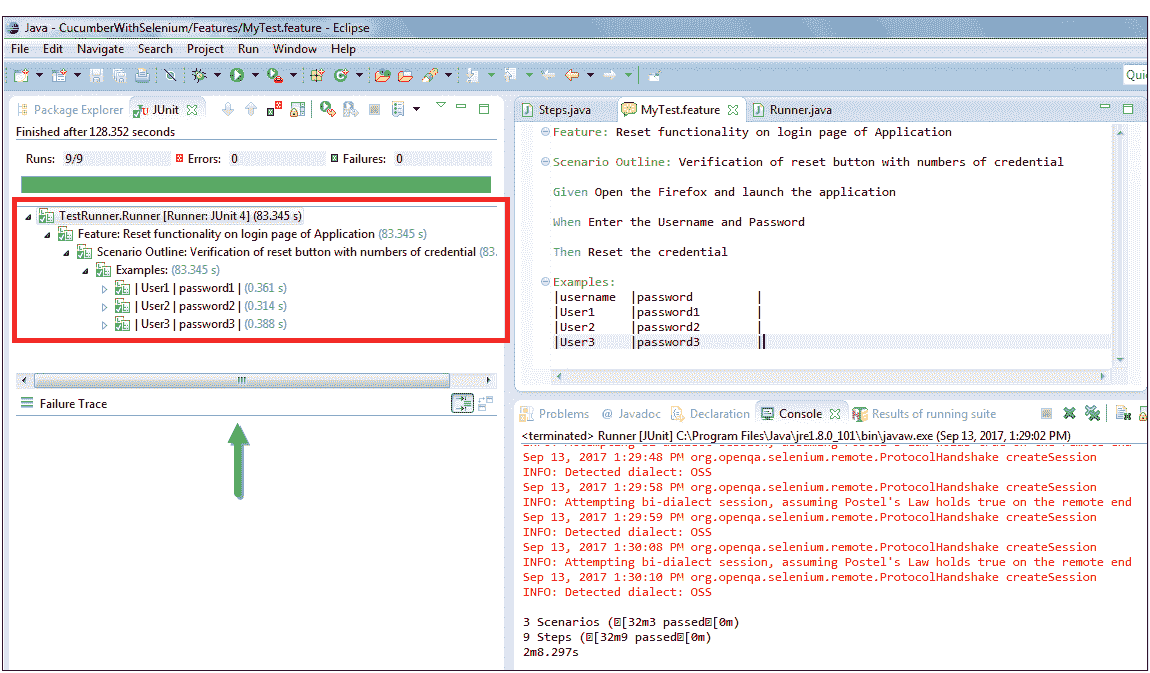 Java - CucumberWithSelenium/Features/MyTest.feature - Eclipse
File Edit Navigate Search Project Run Window Help
Package Explorer JUnit
Finished after 128.352 seconds
Runs: 9/9 Errors: 0 Failures: 0
TestRunner.Runner [Runner: JUnit 4] (83.345 s)
Feature: Reset functionality on login page of Application (83.345 s)
Scenario Outline: Verification of reset button with numbers of credential (83.
Examples: (83.345 s)
| User1 | password1 | (0.361 s)
| User2 | password2 | (0.314 s)
| User3 | password3 | (0.388 s)
Failure Trace
Quic
Steps.java MyTest.feature Runner.java
Feature: Reset functionality on login page of Application
Scenario Outline: Verification of reset button with numbers of credential
Given Open the Firefox and launch the application
When Enter the Username and Password
Then Reset the credential
Examples:
|username |password |
|User1 |password1 |
|User2 |password2 |
|User3 |password3 |
Problems @ Javadoc Declaration Console Results of running suite
<terminated> Runner [JUnit] C:\Program Files\Java\jre1.8.0_101\bin\javaw.exe (Sep 13, 2017, 1:29:02 PM)
Sep 13, 2017 1:29:48 PM org.openqa.selenium.remote.ProtocolHandshake createSession
INFO: Detected dialect: OSS
Sep 13, 2017 1:29:58 PM org.openqa.selenium.remote.ProtocolHandshake createSession
INFO: Attempting bi-dialect session, assuming Postel's Law holds true on the remote end
Sep 13, 2017 1:29:59 PM org.openqa.selenium.remote.ProtocolHandshake createSession
INFO: Detected dialect: OSS
Sep 13, 2017 1:30:08 PM org.openqa.selenium.remote.ProtocolHandshake createSession
INFO: Attempting bi-dialect session, assuming Postel's Law holds true on the remote end
Sep 13, 2017 1:30:10 PM org.openqa.selenium.remote.ProtocolHandshake createSession
INFO: Detected dialect: OSS
3 Scenarios ([32m3 passed[0m)
9 Steps ([32m9 passed[0m)
2m8.297s